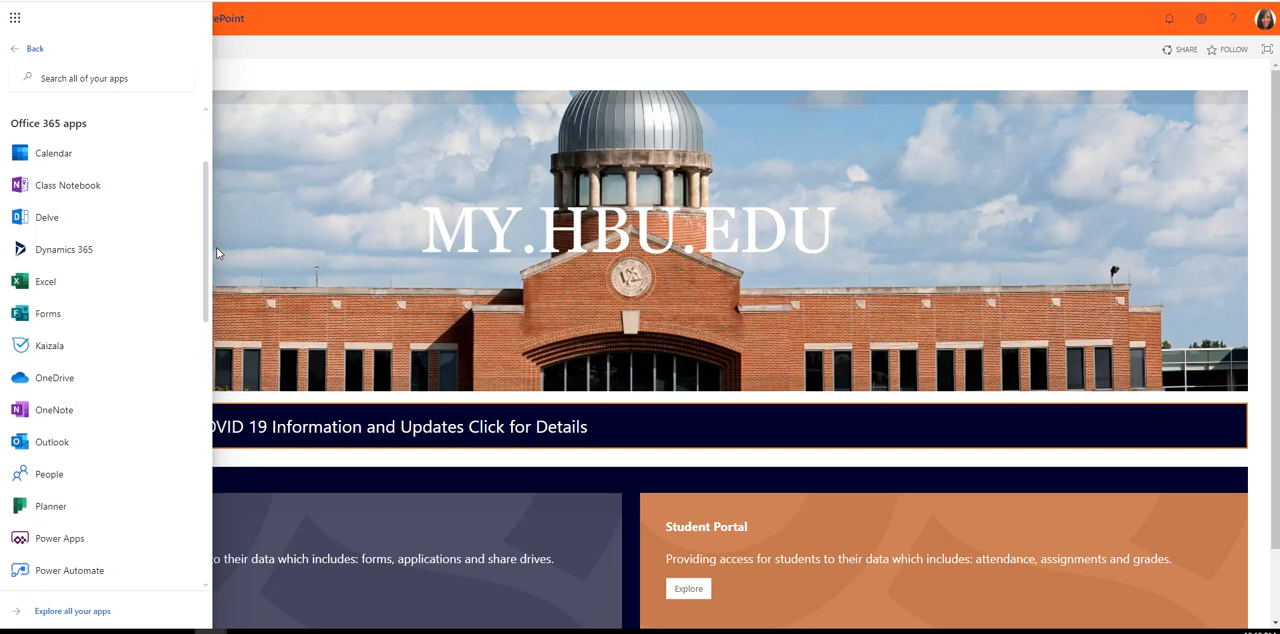 ePoint
Back
SHARE
FOLLOW
Search all of your apps
Office 365 apps
Calendar
Class Notebook
Delve
Dynamics 365
Excel
Forms
Kaizala
OneDrive
OneNote
Outlook
People
Planner
Power Apps
Power Automate
Explore all your apps
MY.HBU.EDU
OVID 19 Information and Updates Click for Details
o their data which includes: forms, applications and share drives.
Student Portal
Providing access for students to their data which includes: attendance, assignments and grades.
Explore